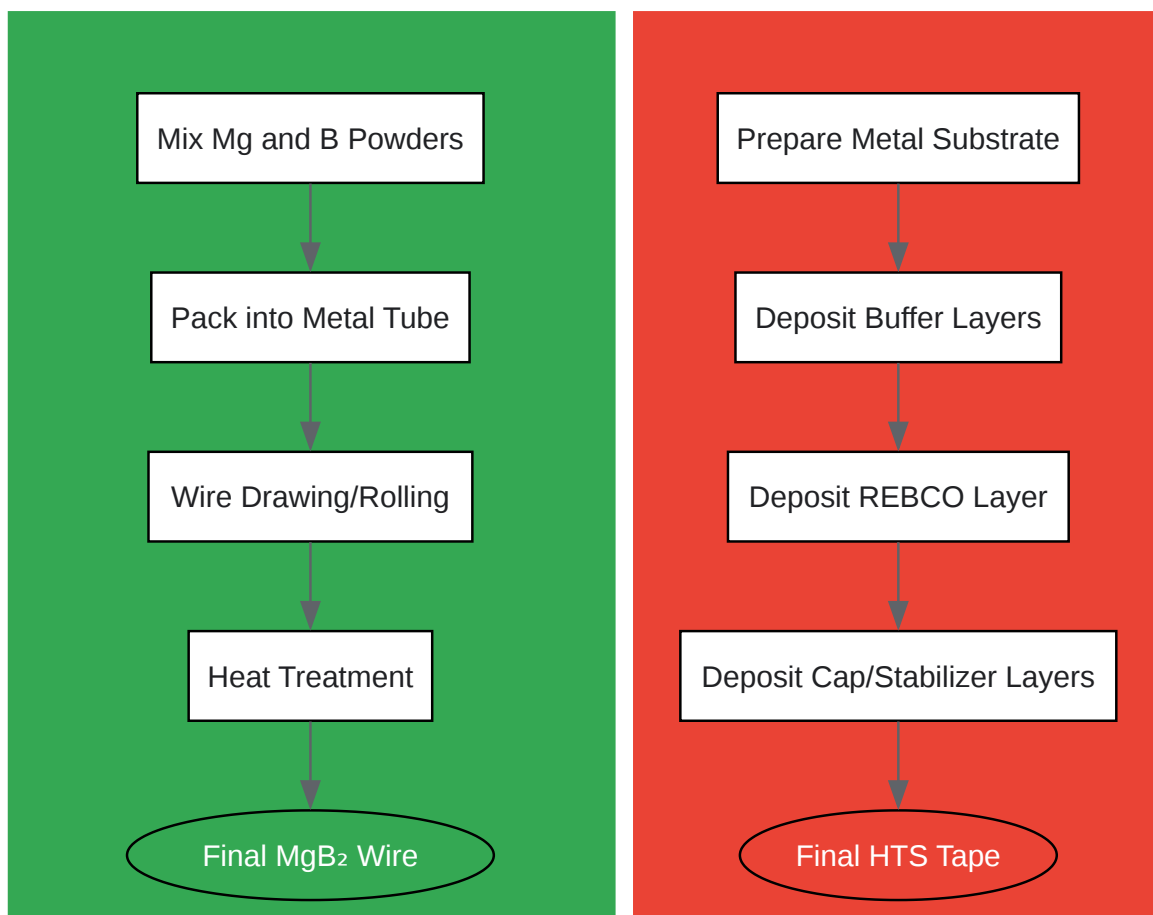 Mix Mg and B Powders
Pack into Metal Tube
Wire Drawing/Rolling
Heat Treatment
Final MgB₂ Wire
Prepare Metal Substrate
Deposit Buffer Layers
Deposit REBCO Layer
Deposit Cap/Stabilizer Layers
Final HTS Tape